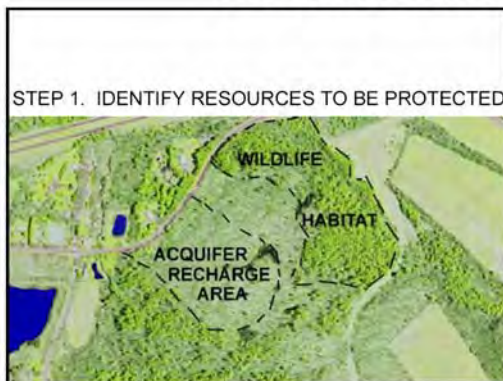 STEP 1. IDENTIFY RESOURCES TO BE PROTECTED
WILDLIFE
HABITAT
ACQUIFER
RECHARGE
AREA